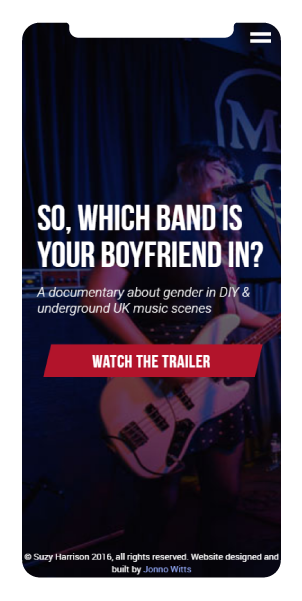 M
SO, WHICH BAND IS
YOUR BOYFRIEND IN?
A documentary about gender in DIY &
underground UK music scenes
WATCH THE TRAILER
© Suzy Harrison 2016, all rights reserved. Website designed and
built by Jonno Witts